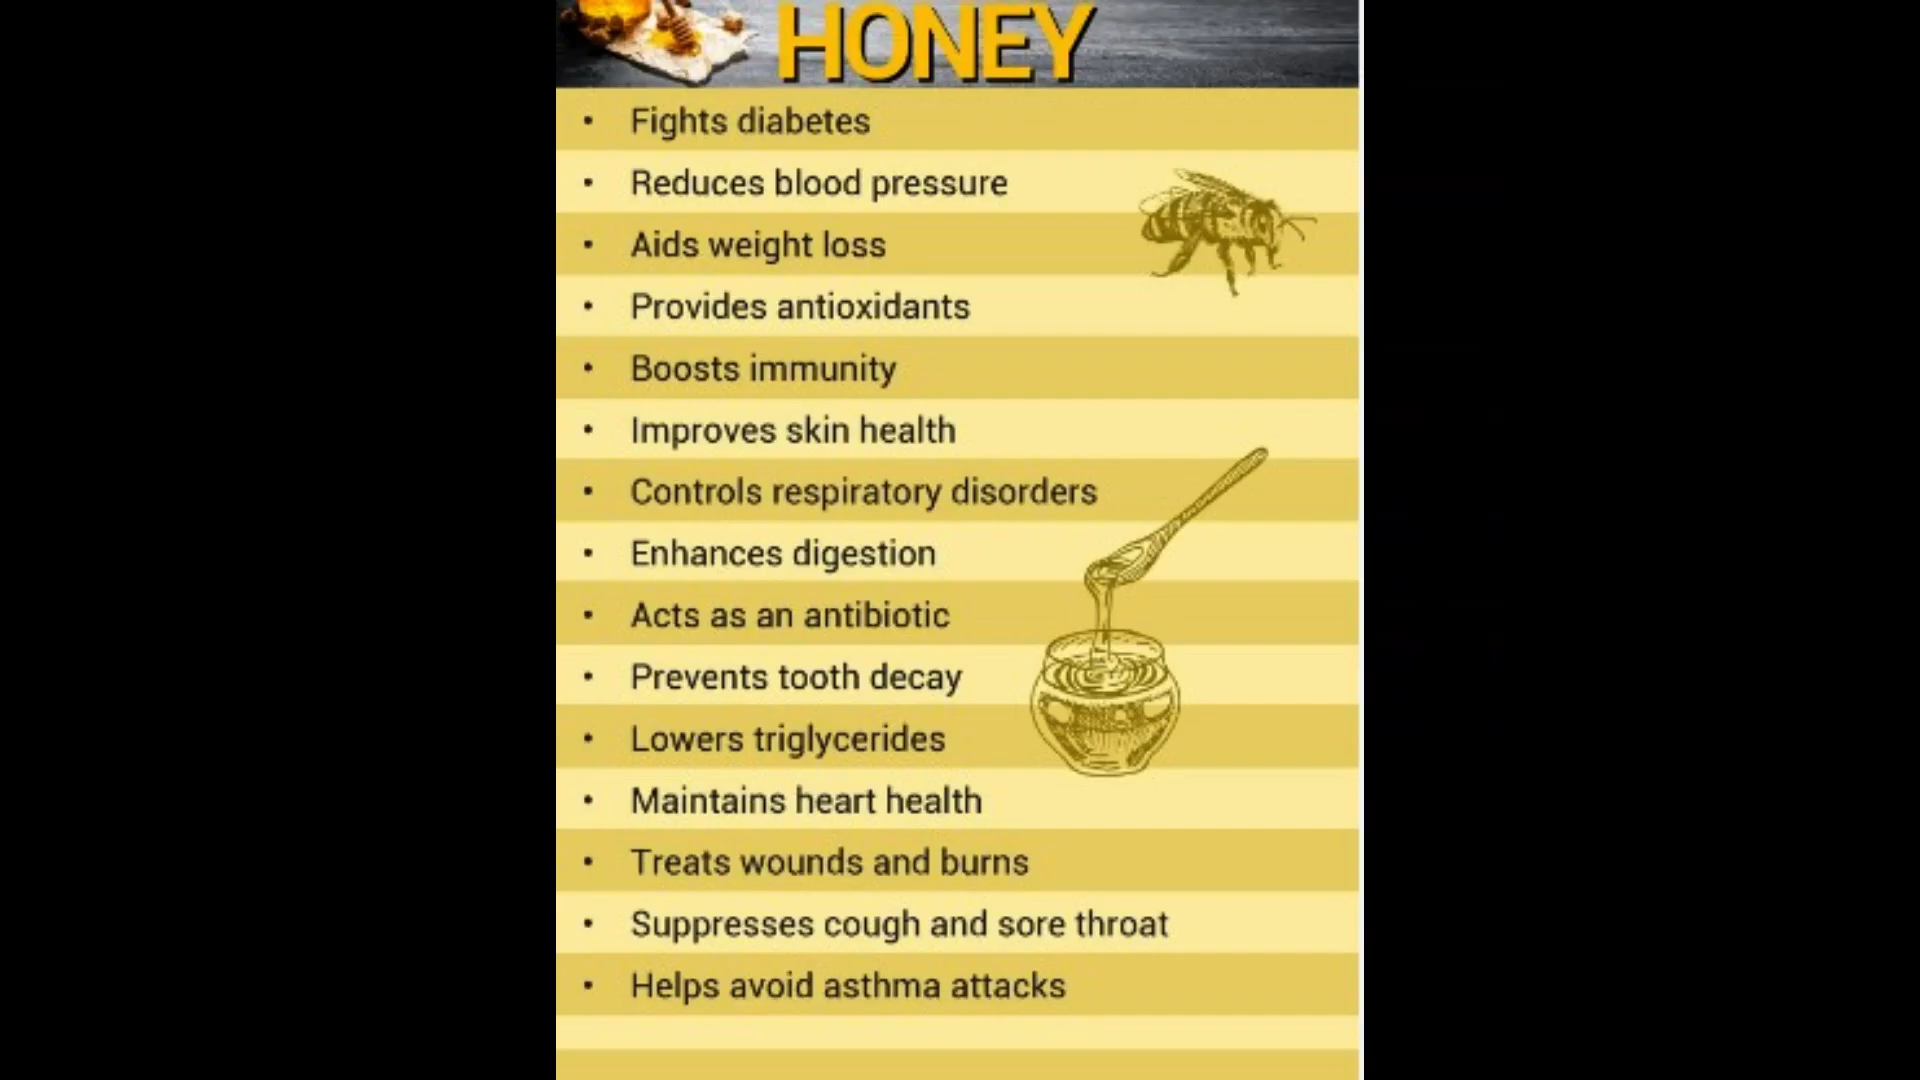 HONEY
• Fights diabetes
• Reduces blood pressure
• Aids weight loss
• Provides antioxidants
• Boosts immunity
• Improves skin health
• Controls respiratory disorders
• Enhances digestion
• Acts as an antibiotic
• Prevents tooth decay
• Lowers triglycerides
• Maintains heart health
• Treats wounds and burns
• Suppresses cough and sore throat
• Helps avoid asthma attacks